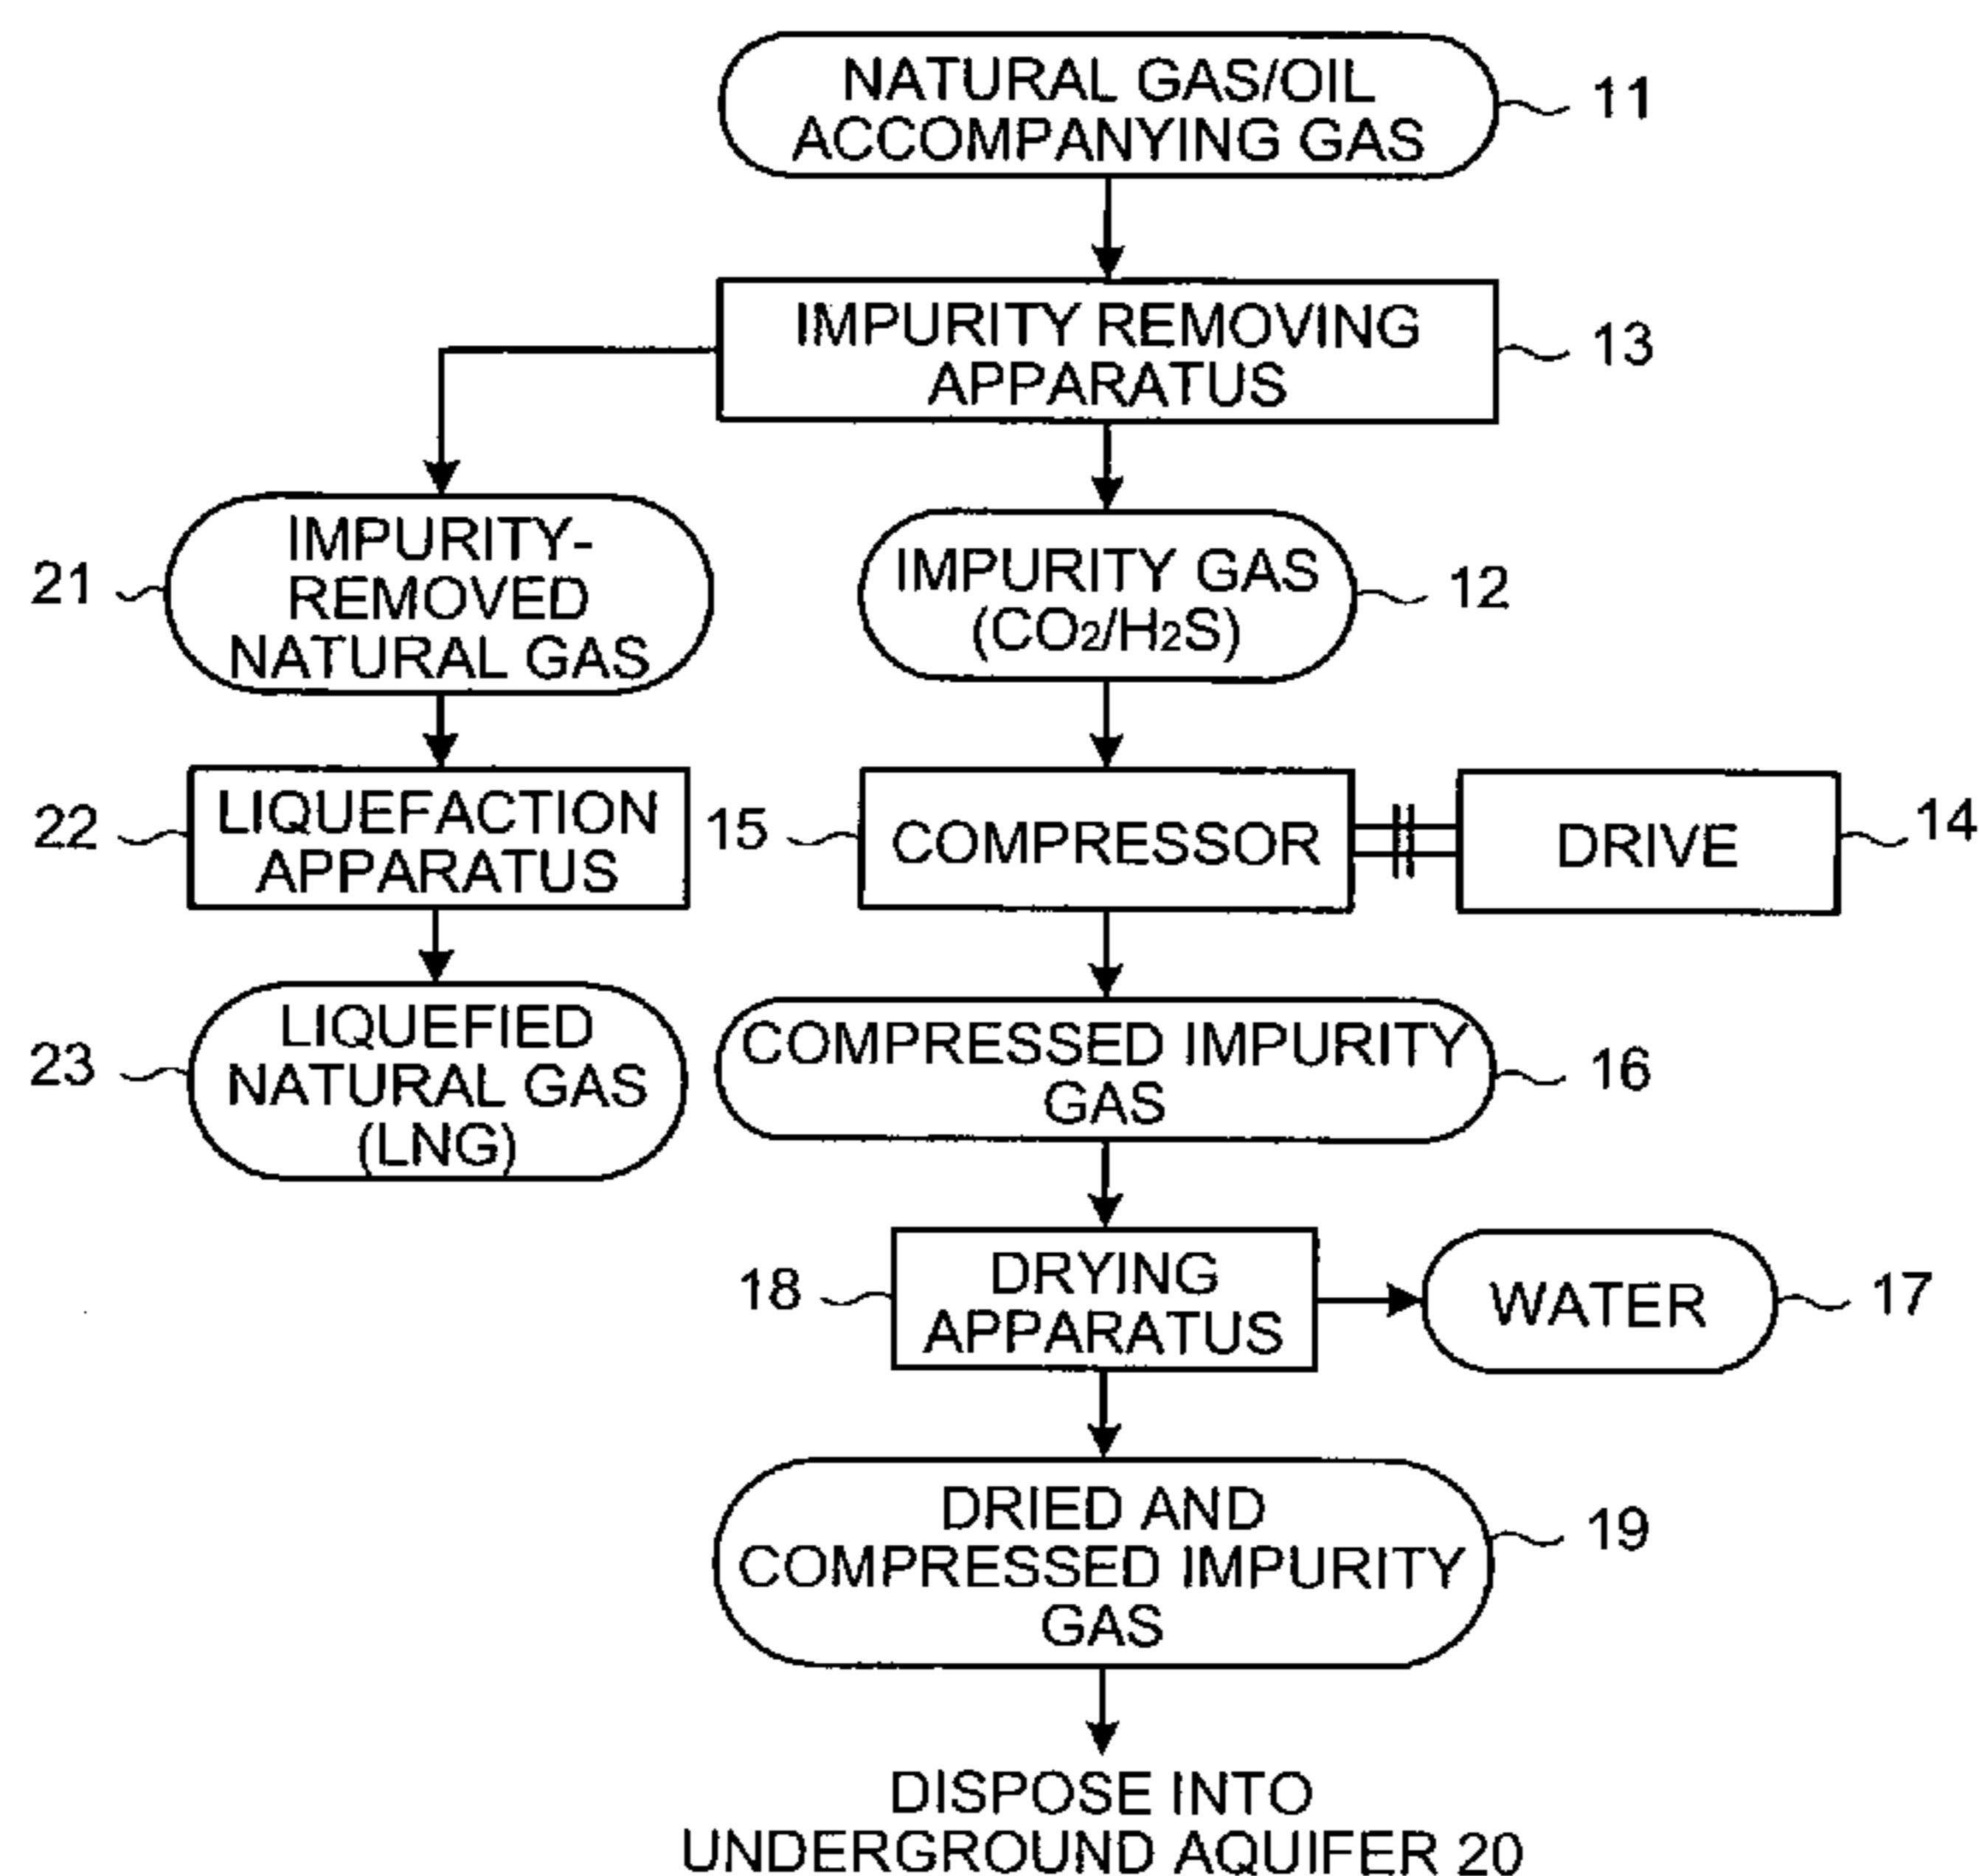 NATURAL GAS/OIL
ACCOMPANYING GAS
11
IMPURITY REMOVING
APPARATUS
13
21
IMPURITY-
REMOVED
NATURAL GAS
IMPURITY GAS
(CO2/H2S)
12
22
LIQUEFACTION
APPARATUS
15
COMPRESSOR
DRIVE
14
23
LIQUEFIED
NATURAL GAS
(LNG)
COMPRESSED IMPURITY
GAS
16
18
DRYING
APPARATUS
WATER
17
DRIED AND
COMPRESSED IMPURITY
GAS
19
DISPOSE INTO
UNDERGROUND AQUIFER 20